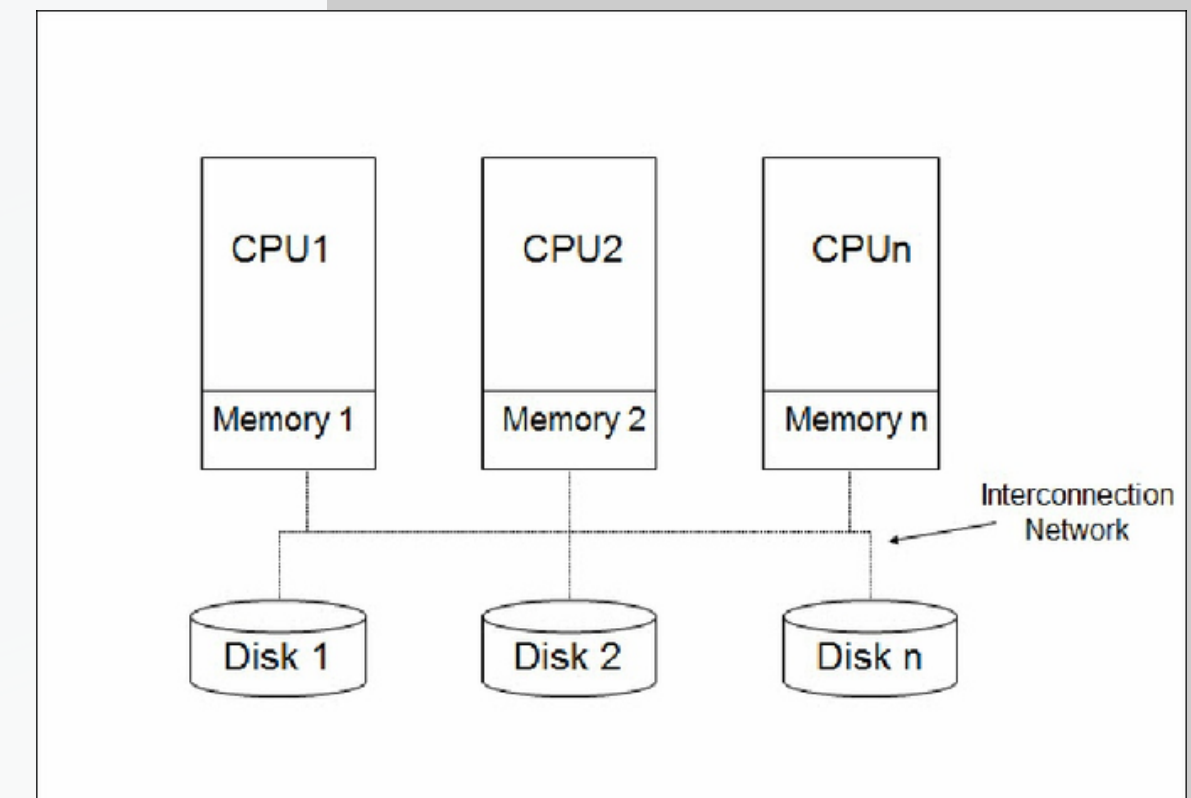 CPU1
CPU2
CPUn
Memory 1
Memory 2
Memory n
Interconnection
Network
Disk 1
Disk 2
Disk n